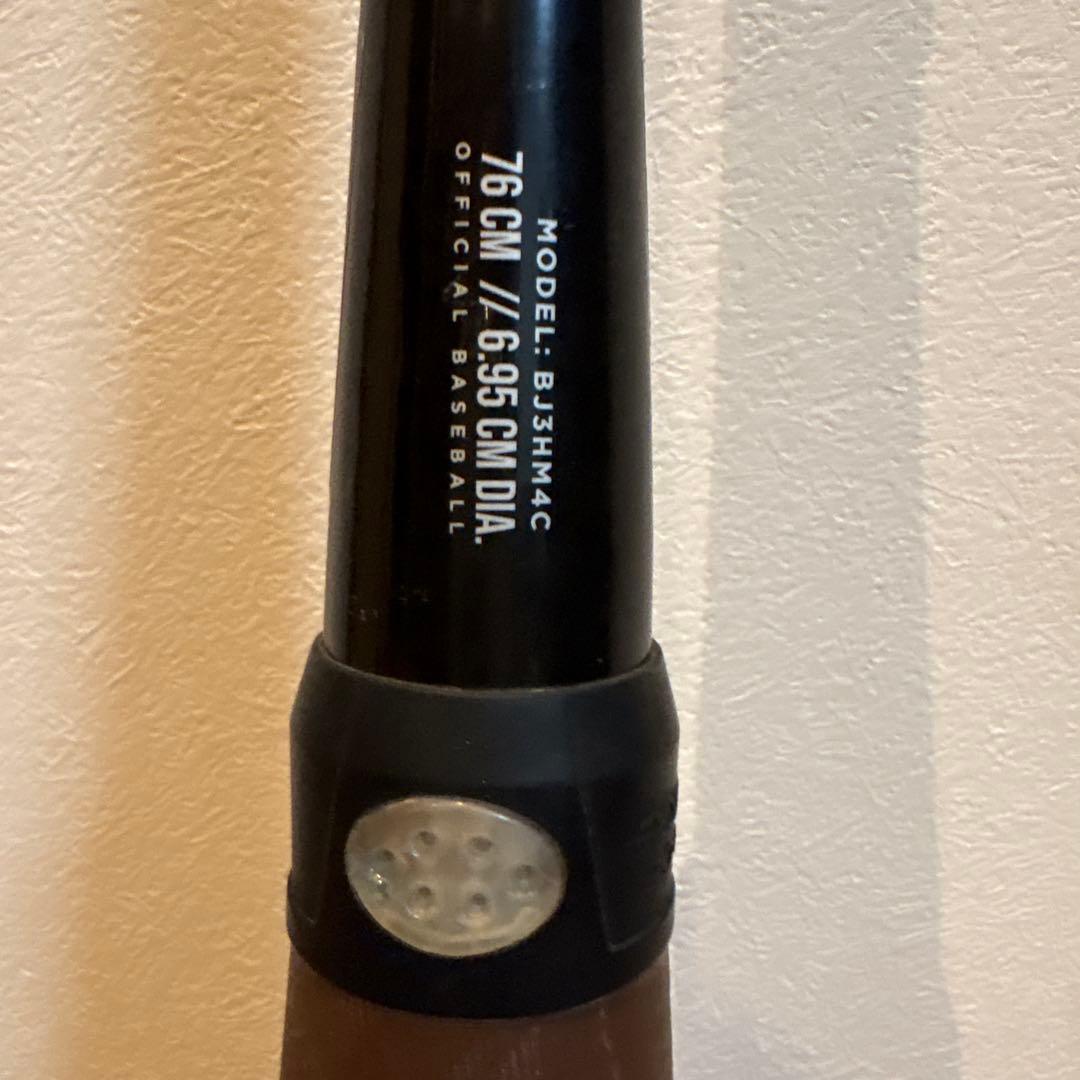 MODEL: BJ3HM4C
76 CM // 6.95 CM DIA.
OFFICIAL BASEBALL